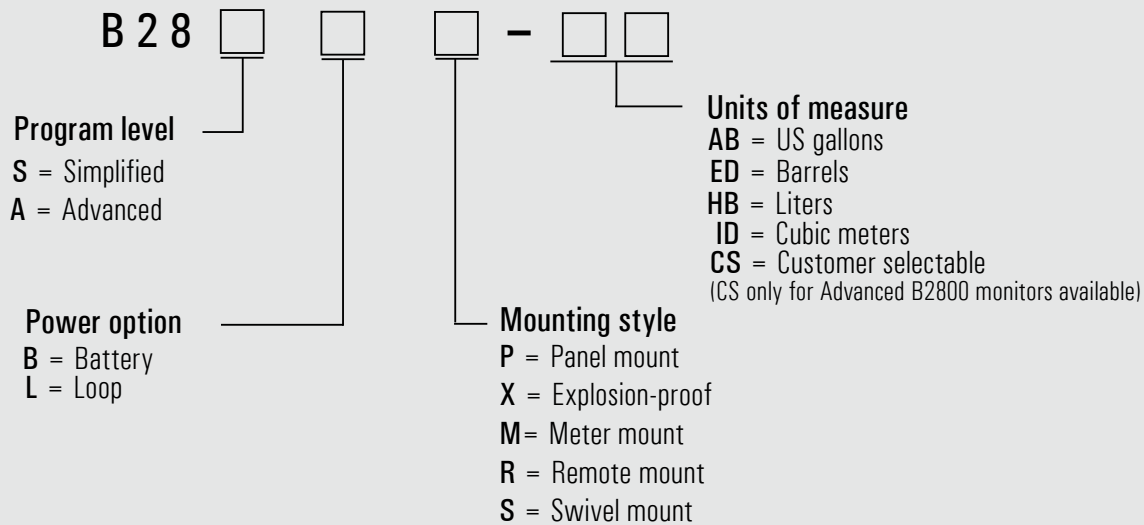 B 2 8 –
Program level
S = Simplified
A = Advanced
Power option
B = Battery
L = Loop
Mounting style
P = Panel mount
X = Explosion-proof
M= Meter mount
R = Remote mount
S = Swivel mount
Units of measure
AB = US gallons
ED = Barrels
HB = Liters
ID = Cubic meters
CS = Customer selectable
(CS only for Advanced B2800 monitors available)